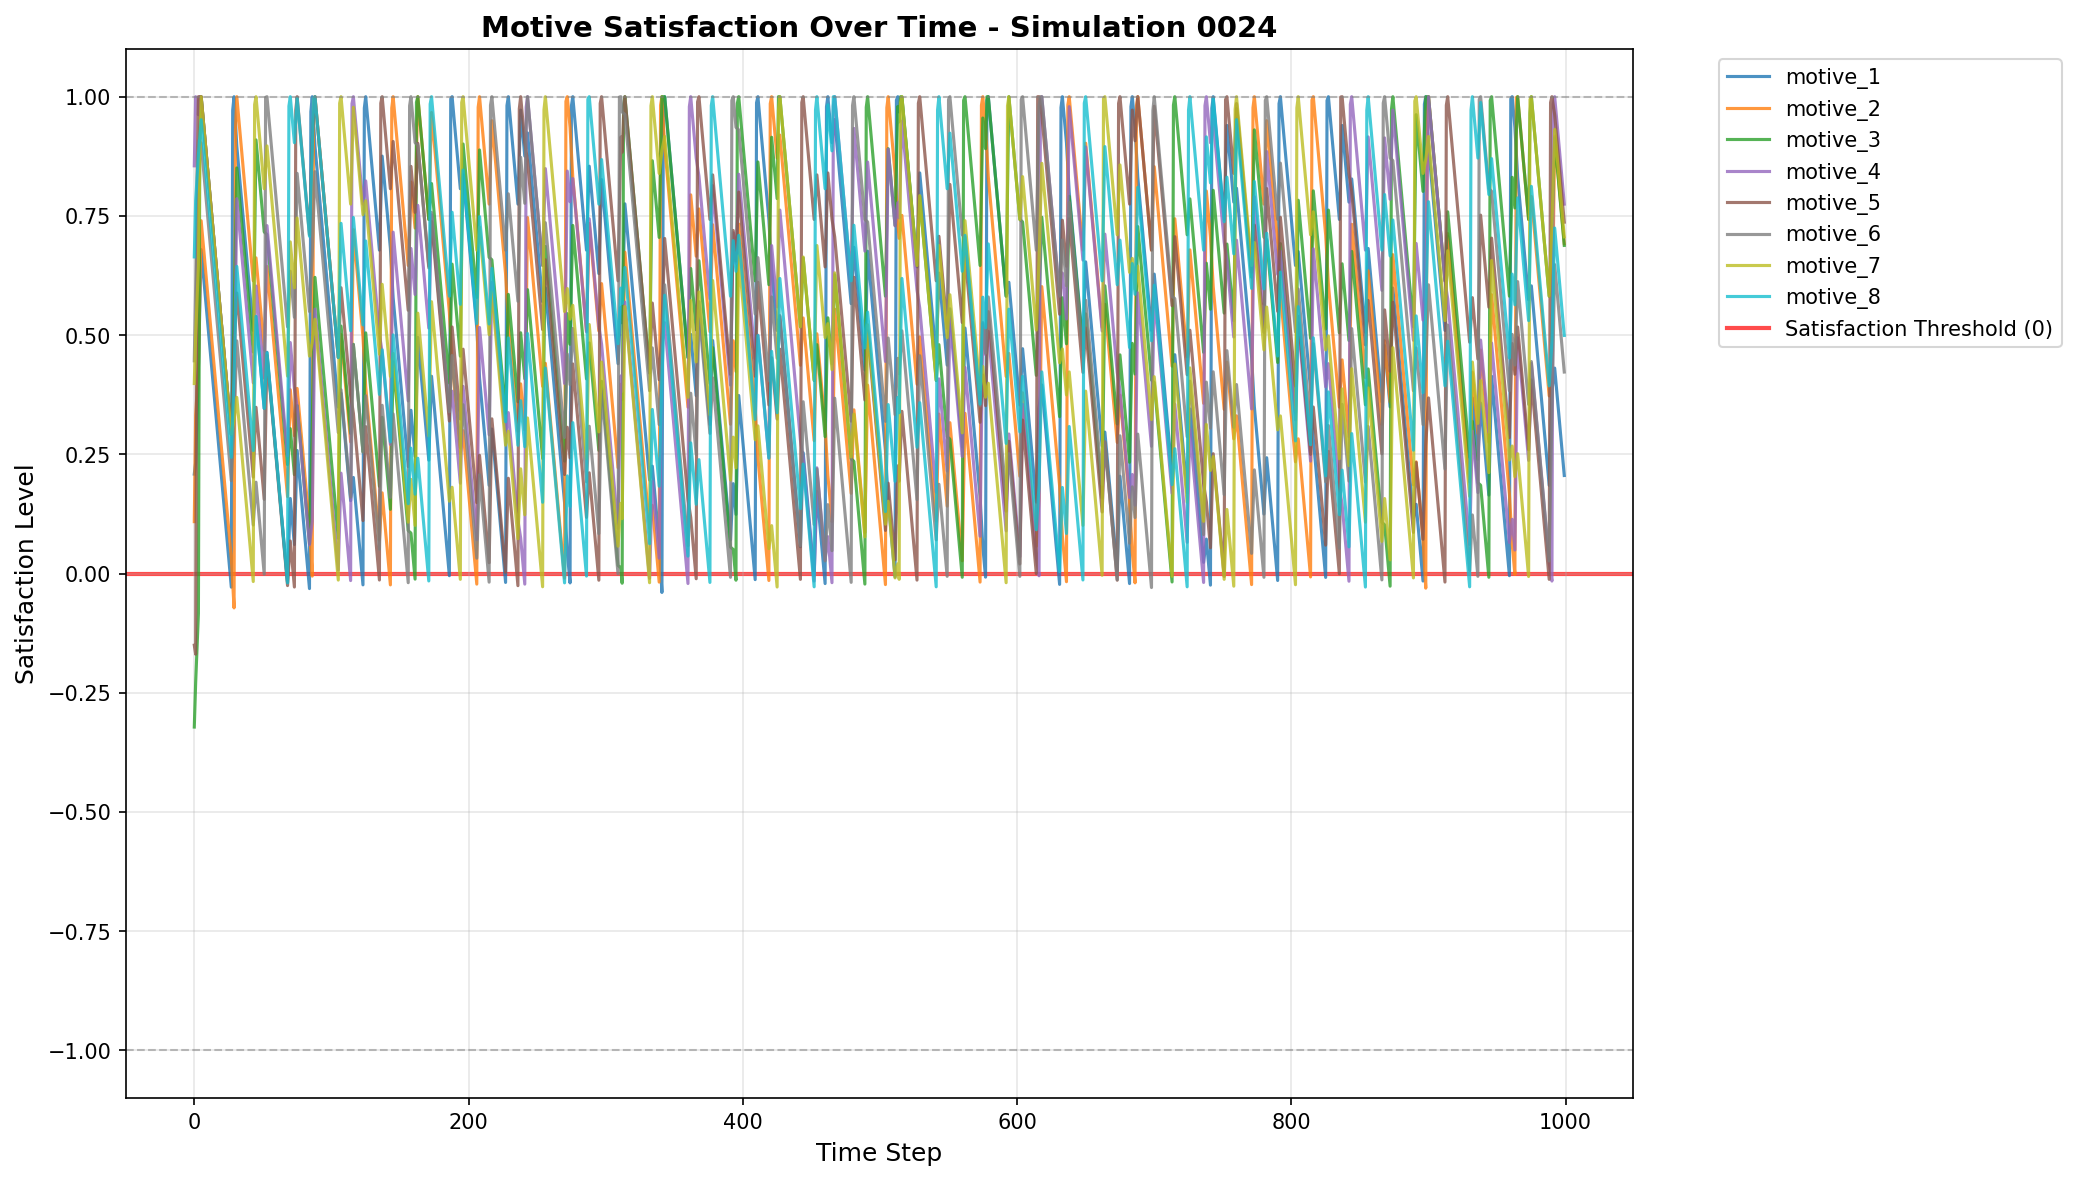 Motive Satisfaction Over Time - Simulation 0024
Satisfaction Level
1.00
0.75
0.50
0.25
0.00
−0.25
−0.50
−0.75
−1.00
0
200
400
600
800
1000
Time Step
motive_1
motive_2
motive_3
motive_4
motive_5
motive_6
motive_7
motive_8
Satisfaction Threshold (0)